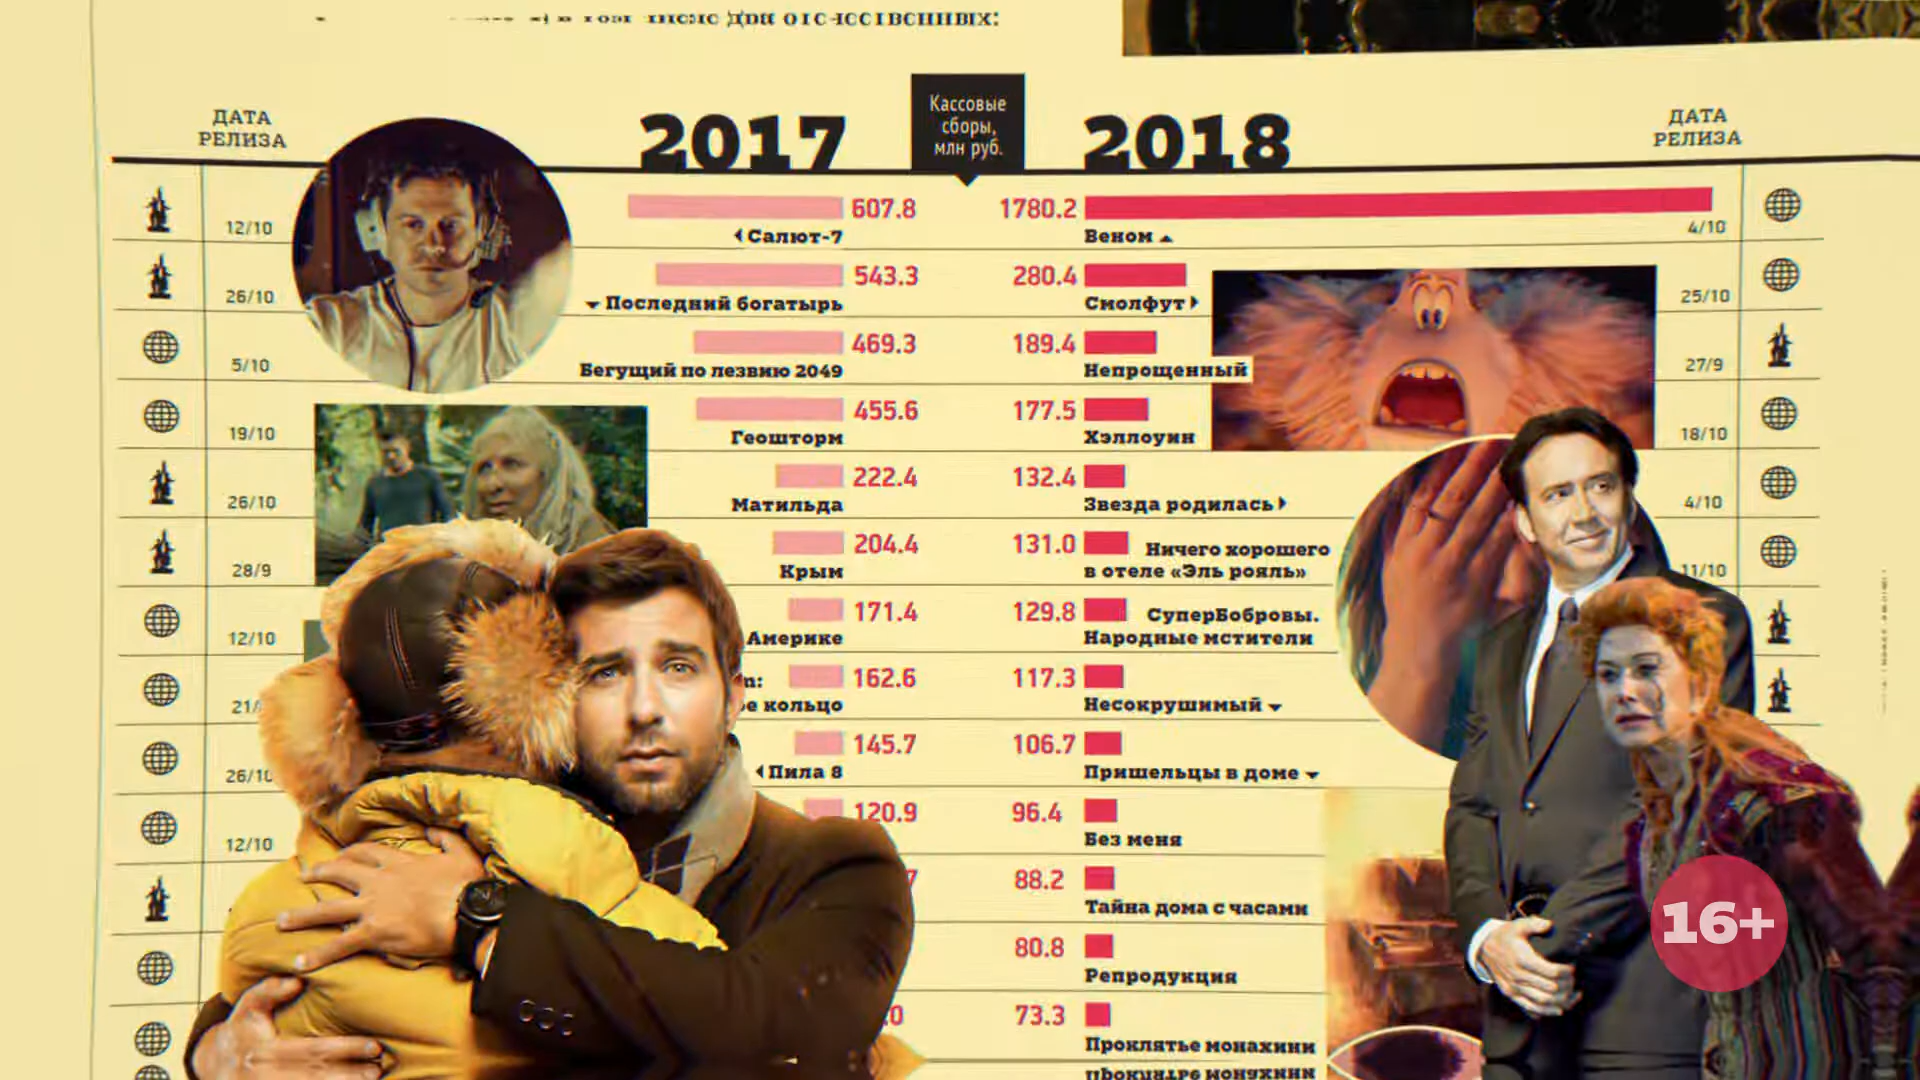 ДАТА
РЕЛИЗА
2017
Кассовые
сборы,
млн руб.
2018
ДАТА
РЕЛИЗА
12/10
607.8
Салют-7
1780.2
Веном
4/10
26/10
543.3
Последний богатырь
280.4
Смолфут
25/10
5/10
469.3
Бегущий по лезвию 2049
189.4
Непрощенный
27/9
19/10
455.6
Геошторм
177.5
Хэллоуин
18/10
26/10
222.4
Матильда
132.4
Звезда родилась
4/10
28/9
204.4
Крым
131.0
Ничего хорошего
в отеле «Эль рояль»
11/10
12/10
171.4
Америке
129.8
СуперБобровы.
Народные мстители
21/
162.6
кольцо
117.3
Несокрушимый
26/10
145.7
Пила 8
106.7
Пришельцы в доме
12/10
120.9
96.4
Без меня
88.2
Тайна дома с часами
80.8
Репродукция
73.3
Проклятье монахини
16+